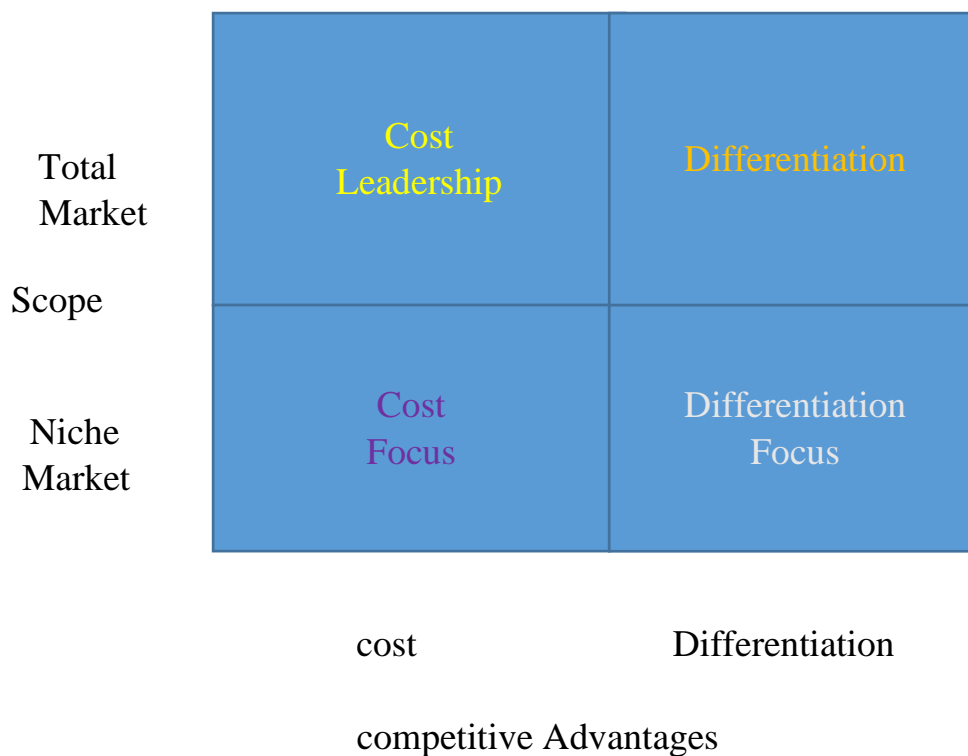 Cost
Leadership
Differentiation
Total
Market
Scope
Cost
Focus
Differentiation
Focus
Niche
Market
cost
Differentiation
competitive Advantages